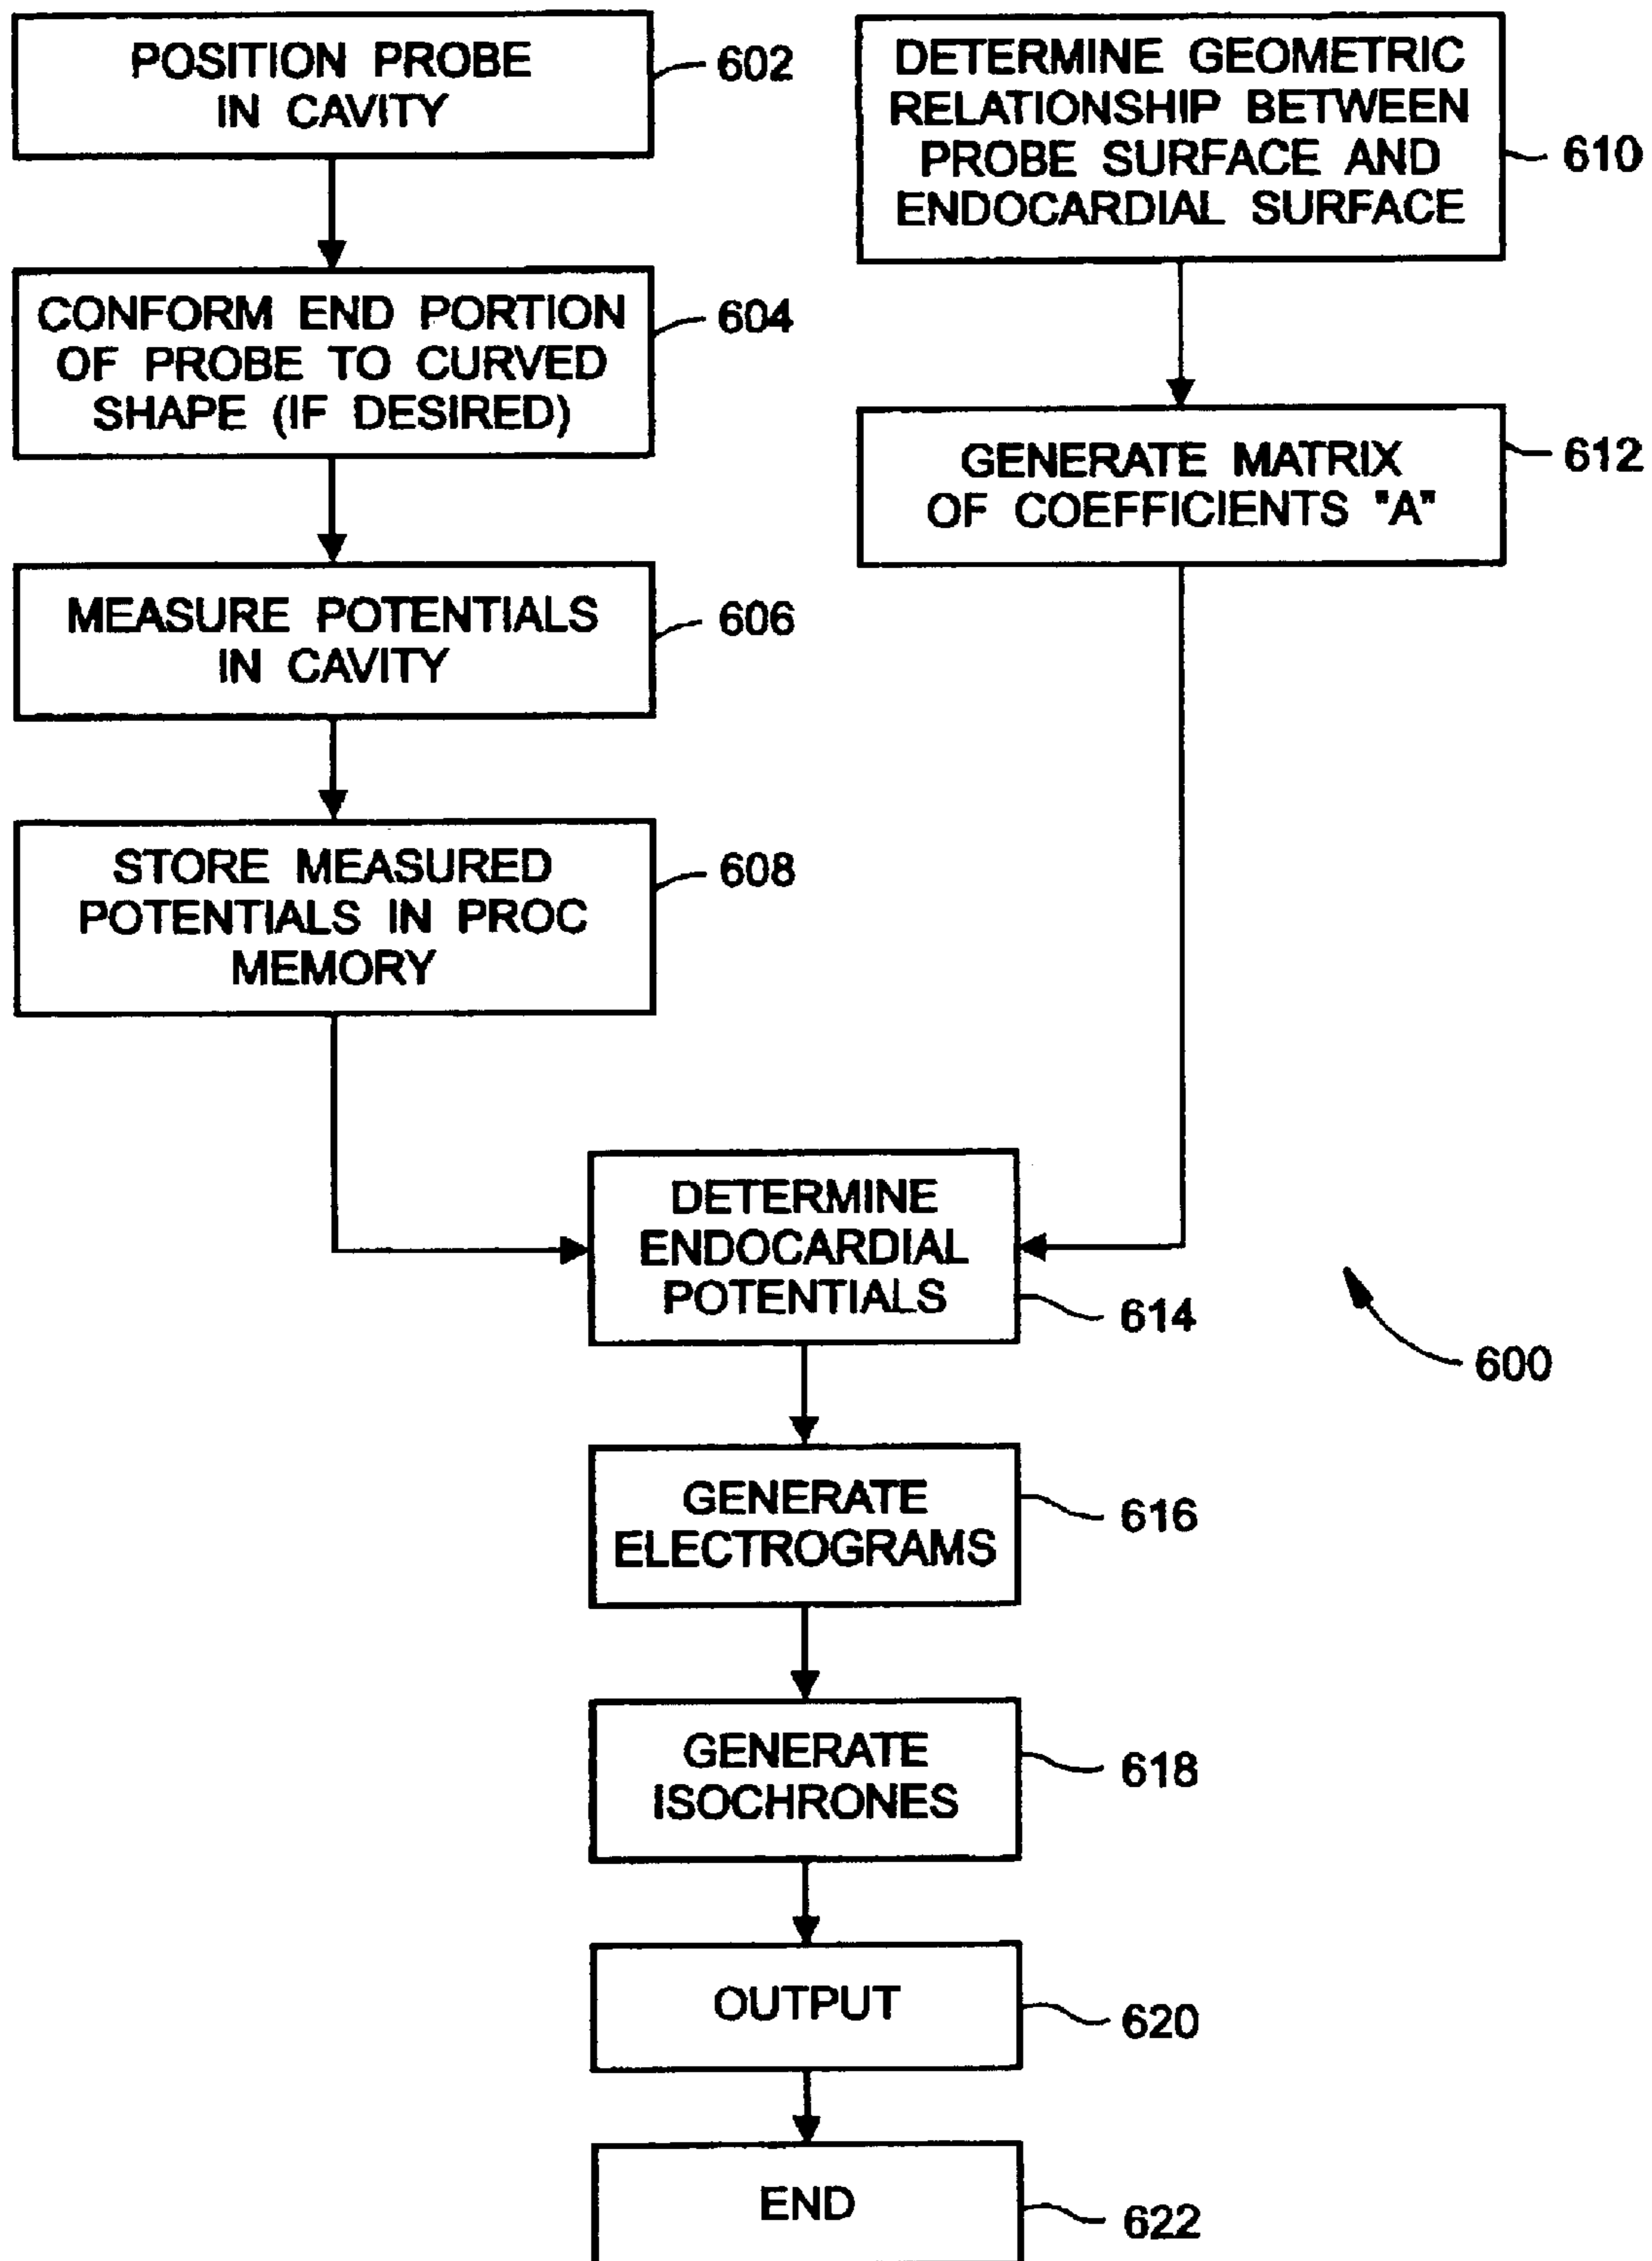 POSITION PROBE
IN CAVITY
602
CONFORM END PORTION
OF PROBE TO CURVED
SHAPE (IF DESIRED)
604
MEASURE POTENTIALS
IN CAVITY
606
STORE MEASURED
POTENTIALS IN PROC
MEMORY
608
DETERMINE GEOMETRIC
RELATIONSHIP BETWEEN
PROBE SURFACE AND
ENDOCARDIAL SURFACE
610
GENERATE MATRIX
OF COEFFICIENTS "A"
612
DETERMINE
ENDOCARDIAL
POTENTIALS
614
600
GENERATE
ELECTROGRAMS
616
GENERATE
ISOCHRONES
618
OUTPUT
620
END
622